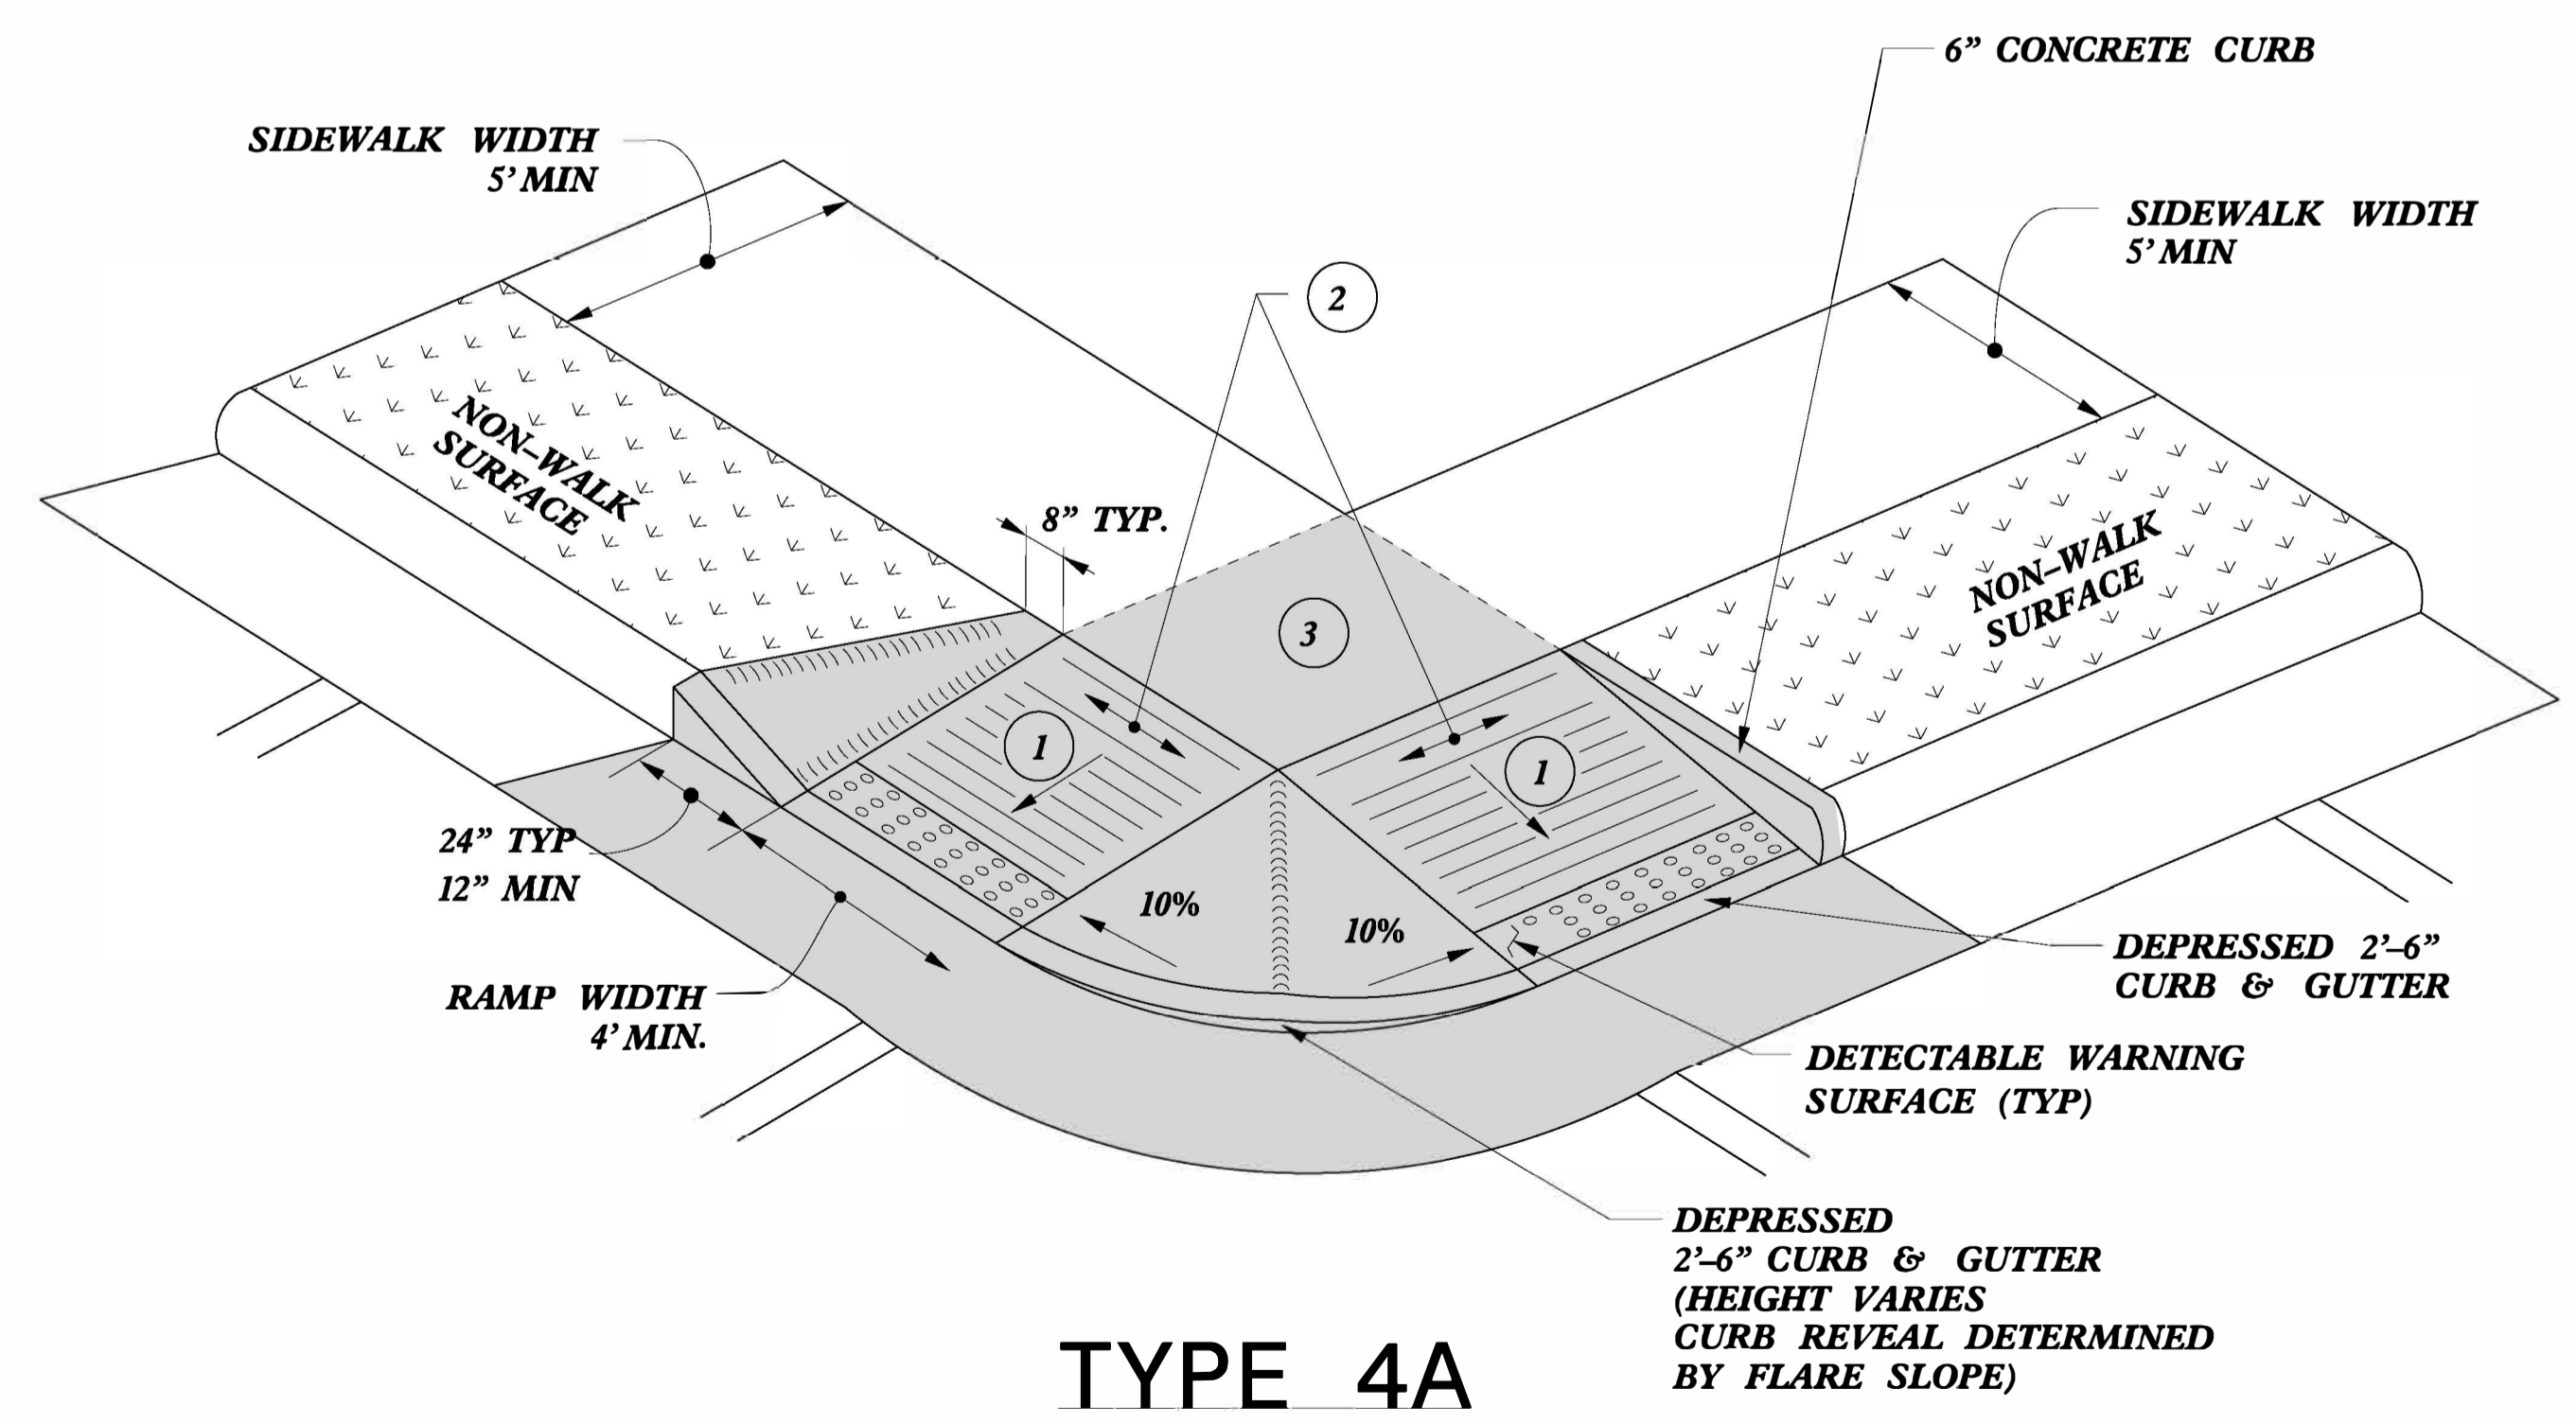 6” CONCRETE CURB
SIDEWALK WIDTH
5’ MIN
SIDEWALK WIDTH
5’ MIN
2
NON–WALK
SURFACE
8” TYP.
NON–WALK
SURFACE
3
1
1
24” TYP
12” MIN
10%
10%
RAMP WIDTH
4’ MIN.
DEPRESSED 2’–6”
CURB & GUTTER
DETECTABLE WARNING
SURFACE (TYP)
DEPRESSED
2’–6” CURB & GUTTER
(HEIGHT VARIES
CURB REVEAL DETERMINED
BY FLARE SLOPE)
TYPE 4A